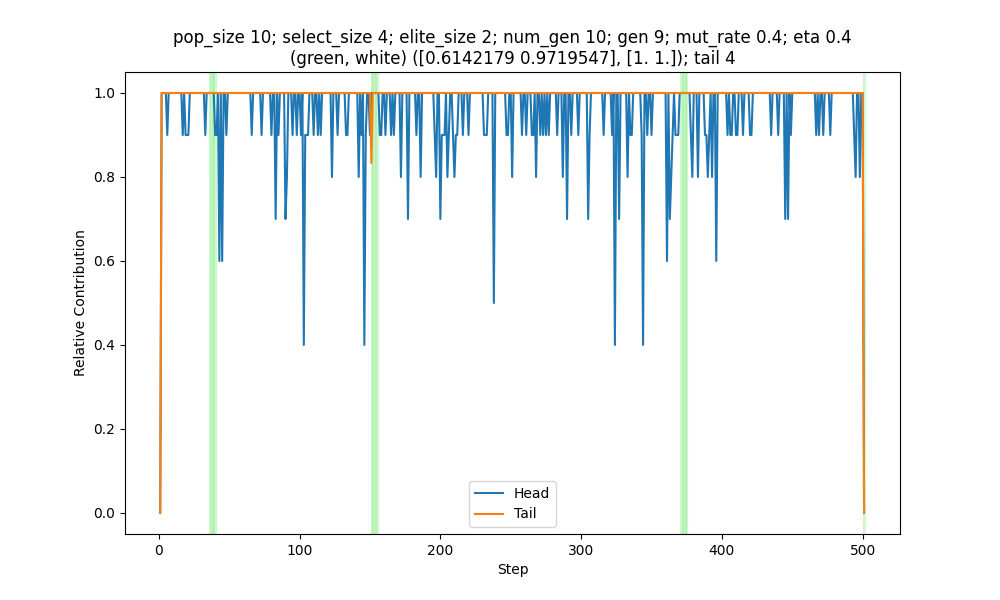 pop_size 10; select_size 4; elite_size 2; num_gen 10; gen 9; mut_rate 0.4; eta 0.4
(green, white) ([0.6142179 0.9719547], [1. 1.]); tail 4
1.0
0.8
0.6
0.4
0.2
0.0
Relative Contribution
Head
Tail
0
100
200
300
400
500
Step